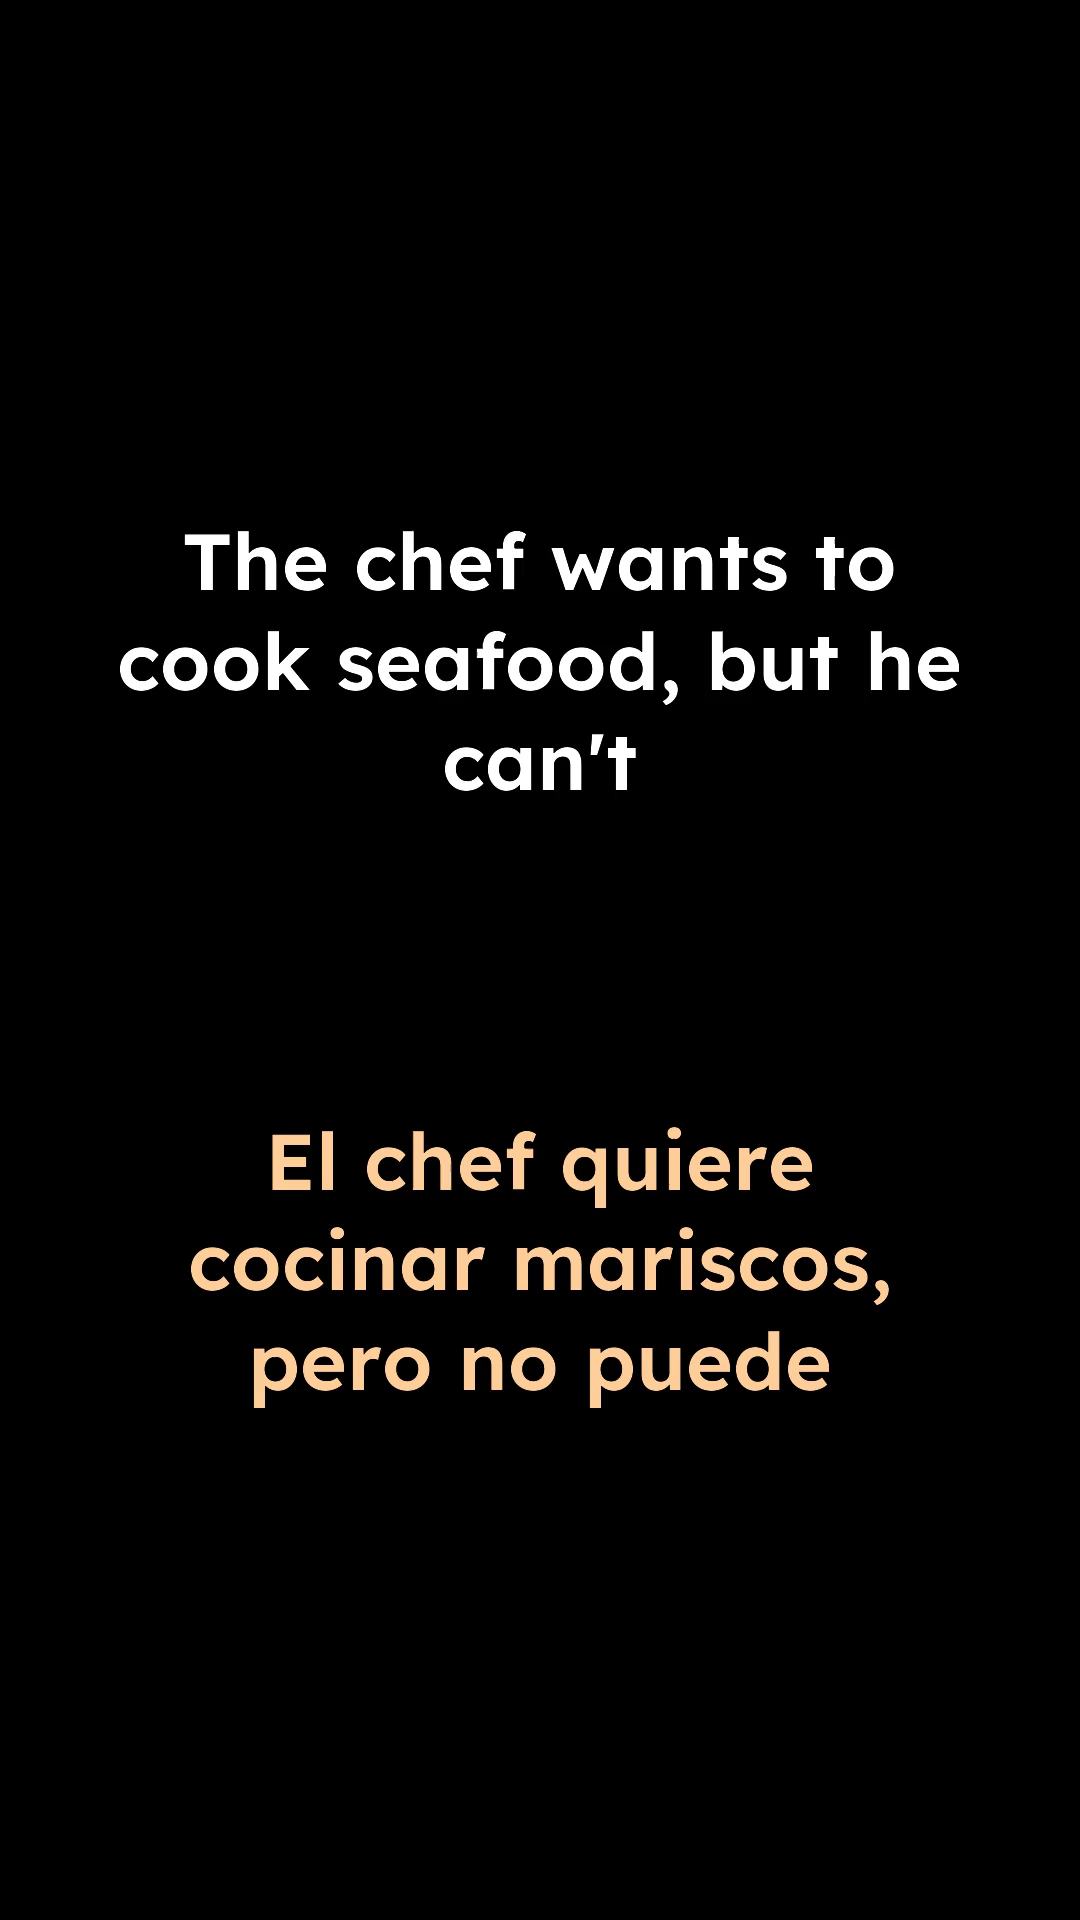 The chef wants to
cook seafood, but he
can't
El chef quiere
cocinar mariscos,
pero no puede